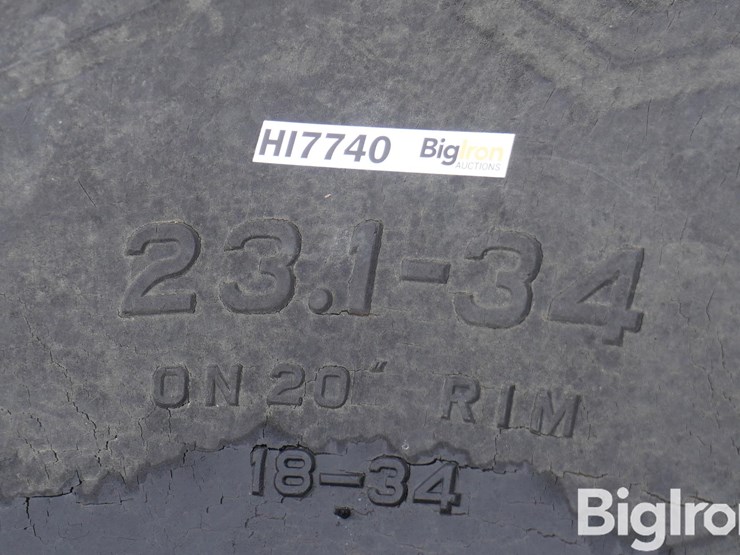 HI7740 BigIron
AUCTIONS
23.1-34
ON 20" RIM
18-34
BigIron